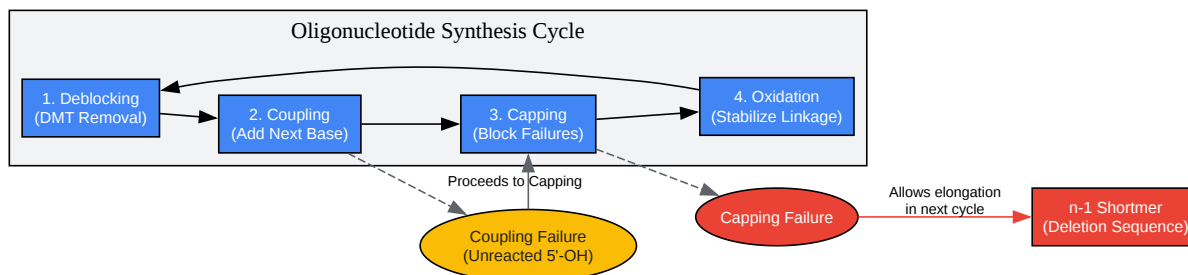 Oligonucleotide Synthesis Cycle
1. Deblocking
(DMT Removal)
2. Coupling
(Add Next Base)
3. Capping
(Block Failures)
4. Oxidation
(Stabilize Linkage)
Proceeds to Capping
Coupling Failure
(Unreacted 5'-OH)
Capping Failure
Allows elongation
in next cycle
n-1 Shortmer
(Deletion Sequence)